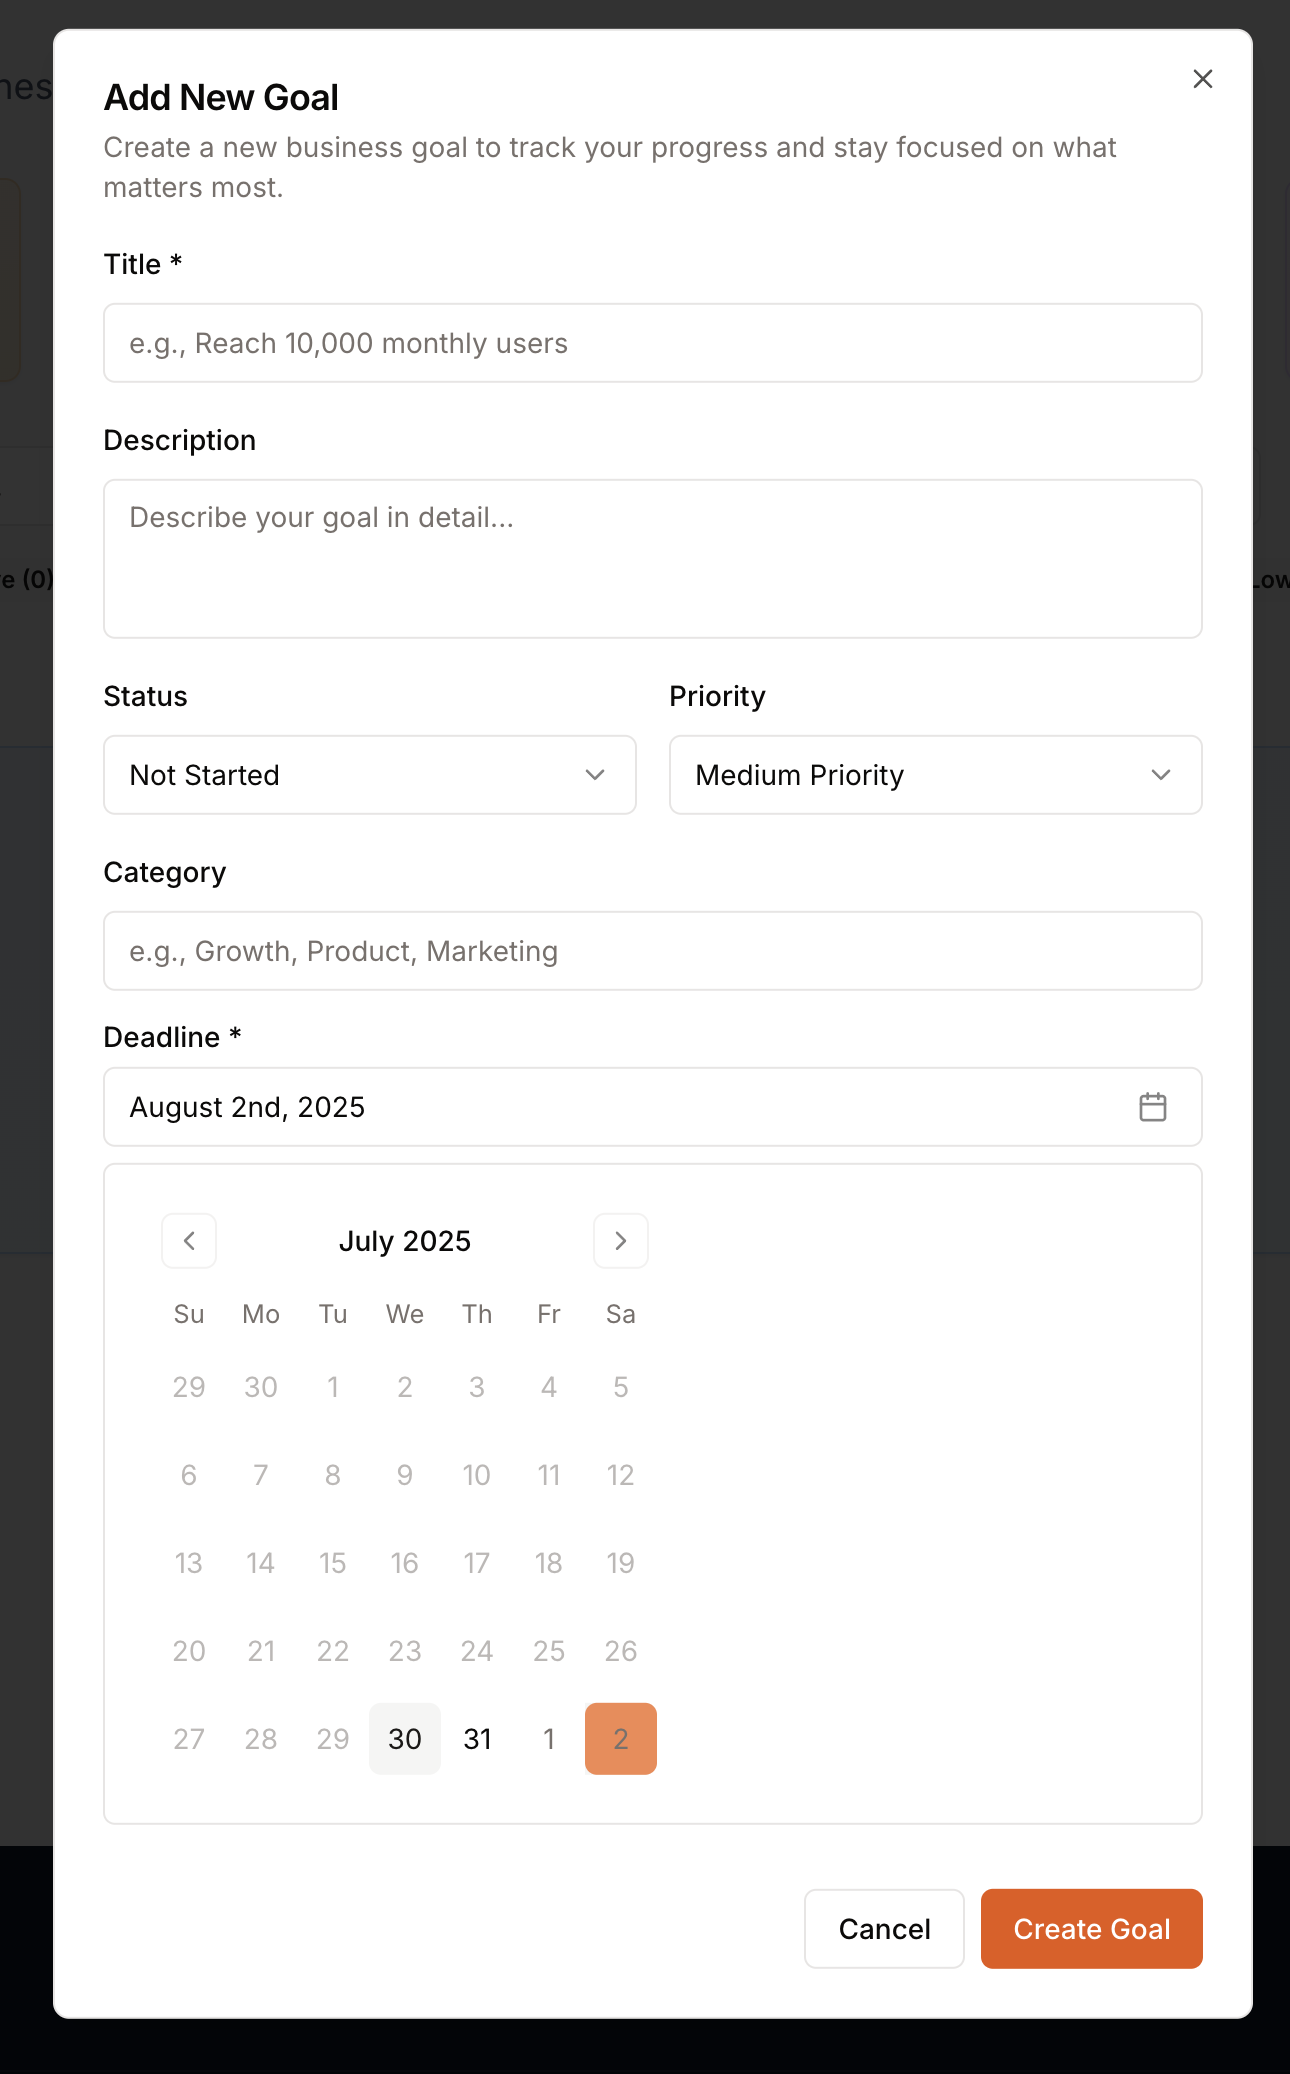 Add New Goal
Create a new business goal to track your progress and stay focused on what
matters most.
Title *
e.g., Reach 10,000 monthly users
Description
Describe your goal in detail...
(0)
Status Priority
Not Started Medium Priority
Category
e.g., Growth, Product, Marketing
Deadline *
August 2nd, 2025
July 2025
Su Mo Tu We Th Fr Sa
29 30 1 2 3 4 5
6 7 8 9 10 11 12
13 14 15 16 17 18 19
20 21 22 23 24 25 26
27 28 29 30 31 1 2
Cancel Create Goal